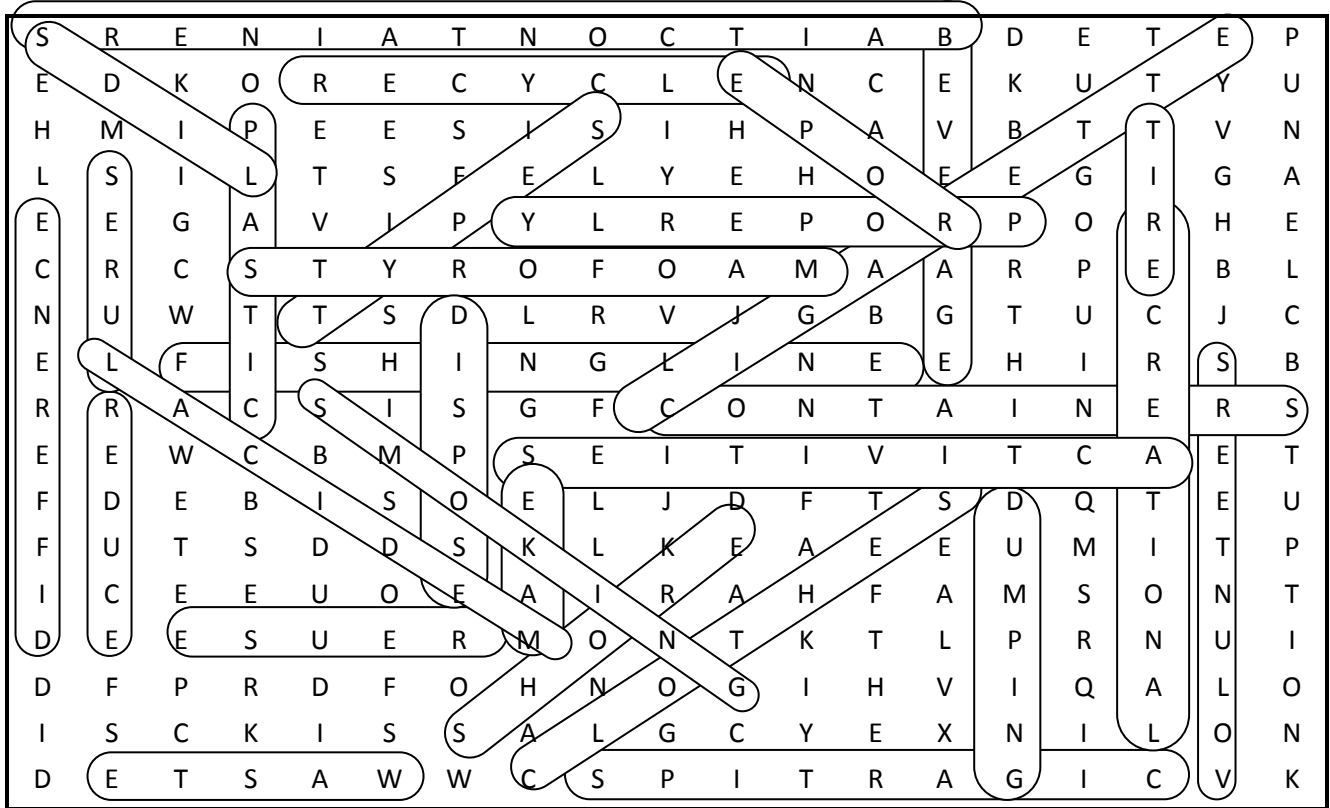 S R E N I A T N O C T I A B D E T E P
E D K O R E C Y C L E N C E K U T Y U
H M I P E E S I S I H P A V B T T V N
L S I L T S F E L Y E H O E E G I G A
E E G A V I P Y L R E P O R P O R H E
C R C S T Y R O F O A M A A R P E B L
N U W T T S D L R V J G B G T U C J C
E L F I S H I N G L I N E E H I R S B
R R A C S I S G F C O N T A I N E R S
E E W C B M P S E I T I V I T C A E T
F D E B I S O E L J D F T S D Q T E U
F U T S D D S K L K E A E E U M I T P
I C E E U O E A I R A H F A M S O N T
D E E S U E R M O N T K T L P R N U I
D F P R D F O H N O G I H V I Q A L O
I S C K I S S A L G C Y E X N I L O N
D E T S A W W C S P I T R A G I C V K